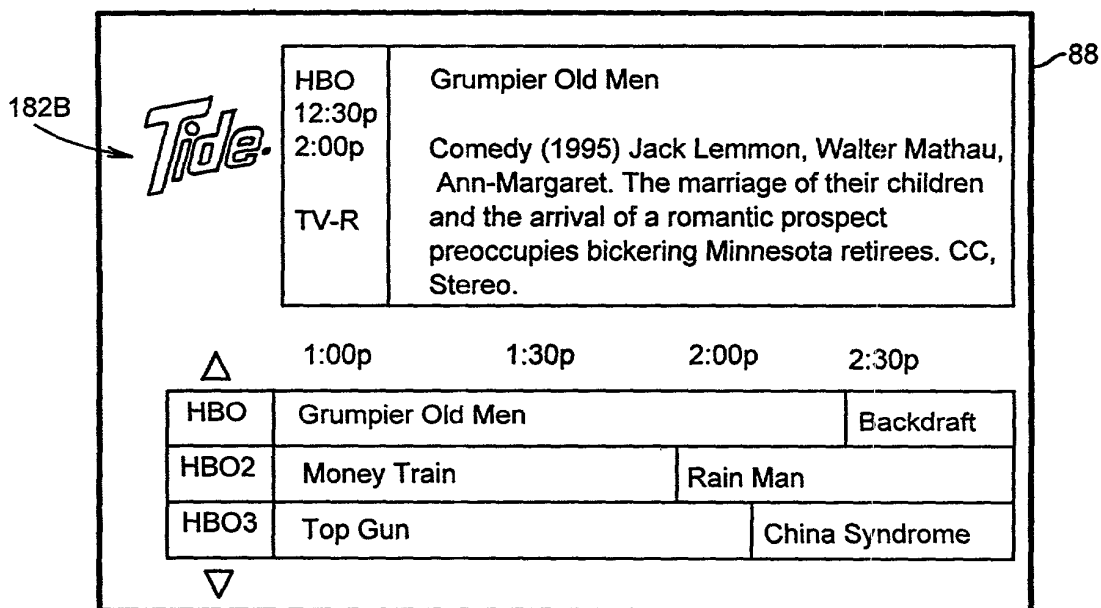 88
182B
Tide.
HBO
12:30p
2:00p
TV-R
Grumpier Old Men
Comedy (1995) Jack Lemmon, Walter Mathau,
Ann-Margaret. The marriage of their children
and the arrival of a romantic prospect
preoccupies bickering Minnesota retirees. CC,
Stereo.
1:00p 1:30p 2:00p 2:30p
HBO Grumpier Old Men Backdraft
HBO2 Money Train Rain Man
HBO3 Top Gun China Syndrome